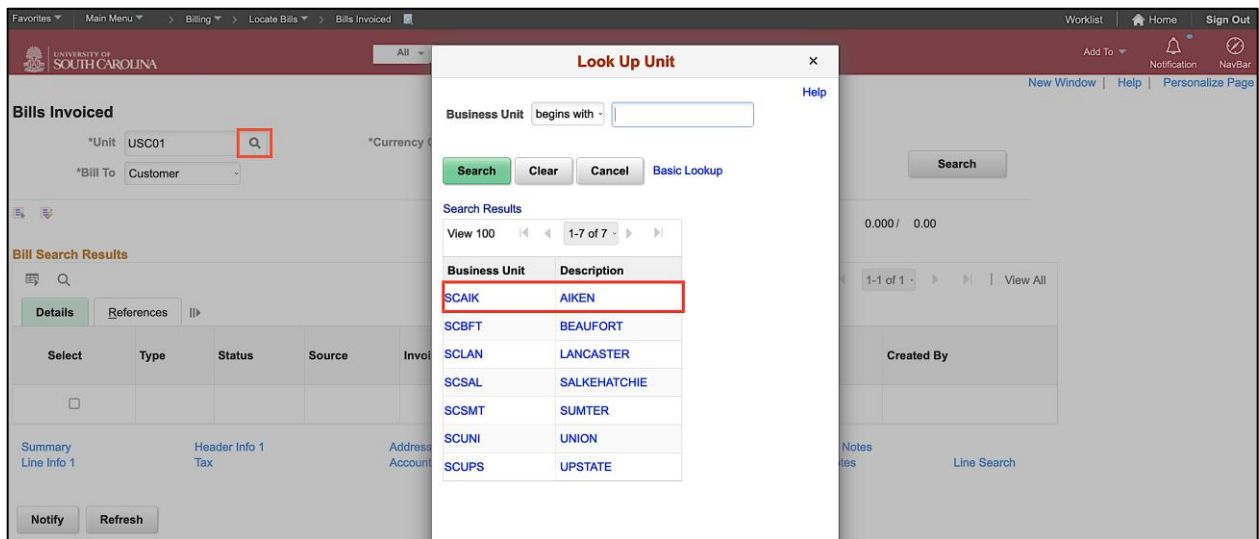 Favorites Main Menu > Billing > Locate Bills > Bills Invoiced Worklist Home Sign Out
UNIVERSITY OF
SOUTH CAROLINA
All
Add To
Notification
NavBar
New Window | Help | Personalize Page
Bills Invoiced
*Unit USC01
*Currency
*Bill To Customer
Search
0.000 / 0.00
Bill Search Results
1-1 of 1 | View All
Details References
Select Type Status Source Invoi Created By
Summary Header Info 1 Address Notes
Line Info 1 Tax Account tes Line Search
Notify Refresh
Look Up Unit ×
Help
Business Unit begins with
Search Clear Cancel Basic Lookup
Search Results
View 100 1-7 of 7
Business Unit Description
SCAIK AIKEN
SCBFT BEAUFORT
SCLAN LANCASTER
SCSAL SALKEHATCHIE
SCSMT SUMTER
SCUNI UNION
SCUPS UPSTATE